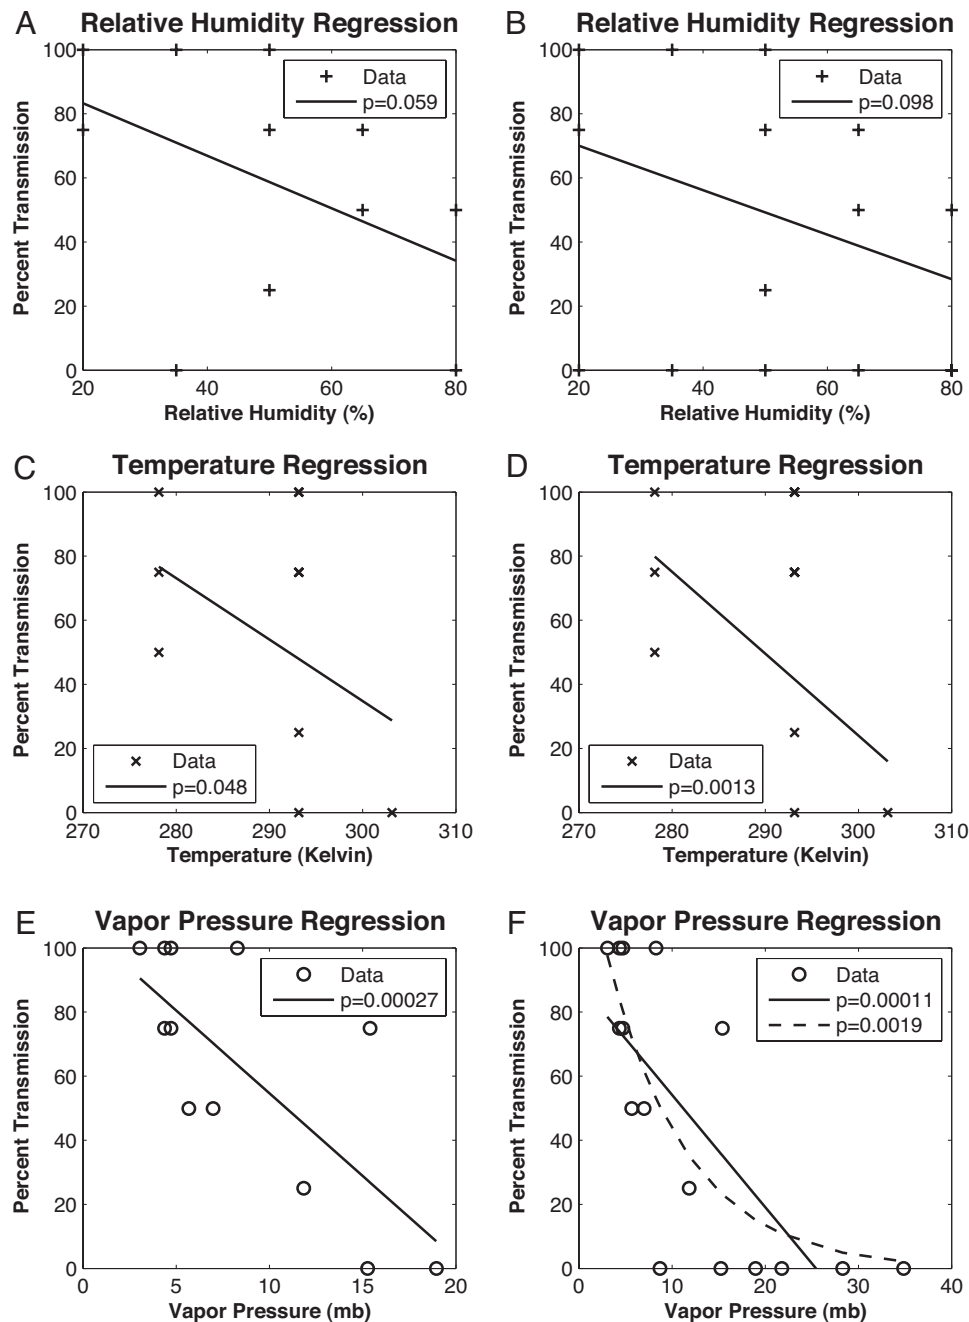 A
Relative Humidity Regression
Percent Transmission
100
80
60
40
20
0
Data
p=0.059
20 40 60 80
Relative Humidity (%)
B
Relative Humidity Regression
Percent Transmission
100
80
60
40
20
0
Data
p=0.098
20 40 60 80
Relative Humidity (%)
C
Temperature Regression
Percent Transmission
100
80
60
40
20
0
Data
p=0.048
270 280 290 300 310
Temperature (Kelvin)
D
Temperature Regression
Percent Transmission
100
80
60
40
20
0
Data
p=0.0013
270 280 290 300 310
Temperature (Kelvin)
E
Vapor Pressure Regression
Percent Transmission
100
80
60
40
20
0
Data
p=0.00027
0 5 10 15 20
Vapor Pressure (mb)
F
Vapor Pressure Regression
Percent Transmission
100
80
60
40
20
0
Data
p=0.00011
p=0.0019
0 10 20 30 40
Vapor Pressure (mb)